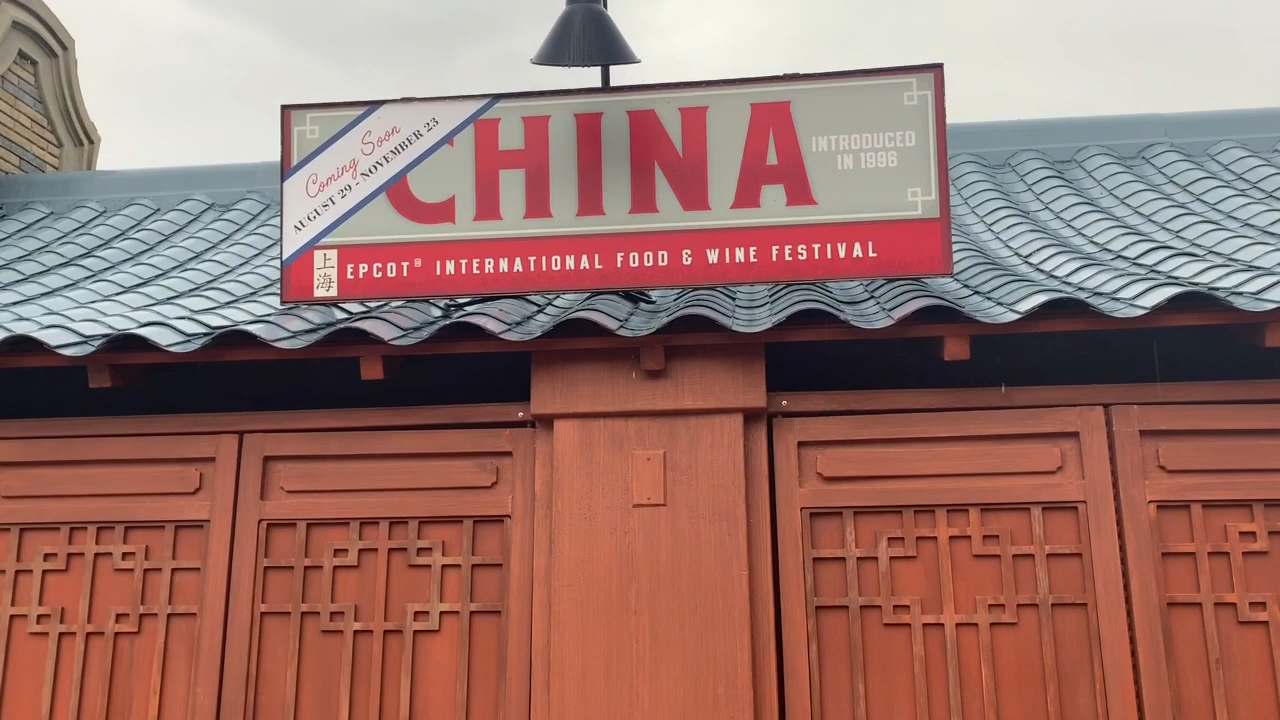 Coming Soon
AUGUST 29 - NOVEMBER 23
CHINA
INTRODUCED
IN 1996
上海
EPCOT® INTERNATIONAL FOOD & WINE FESTIVAL